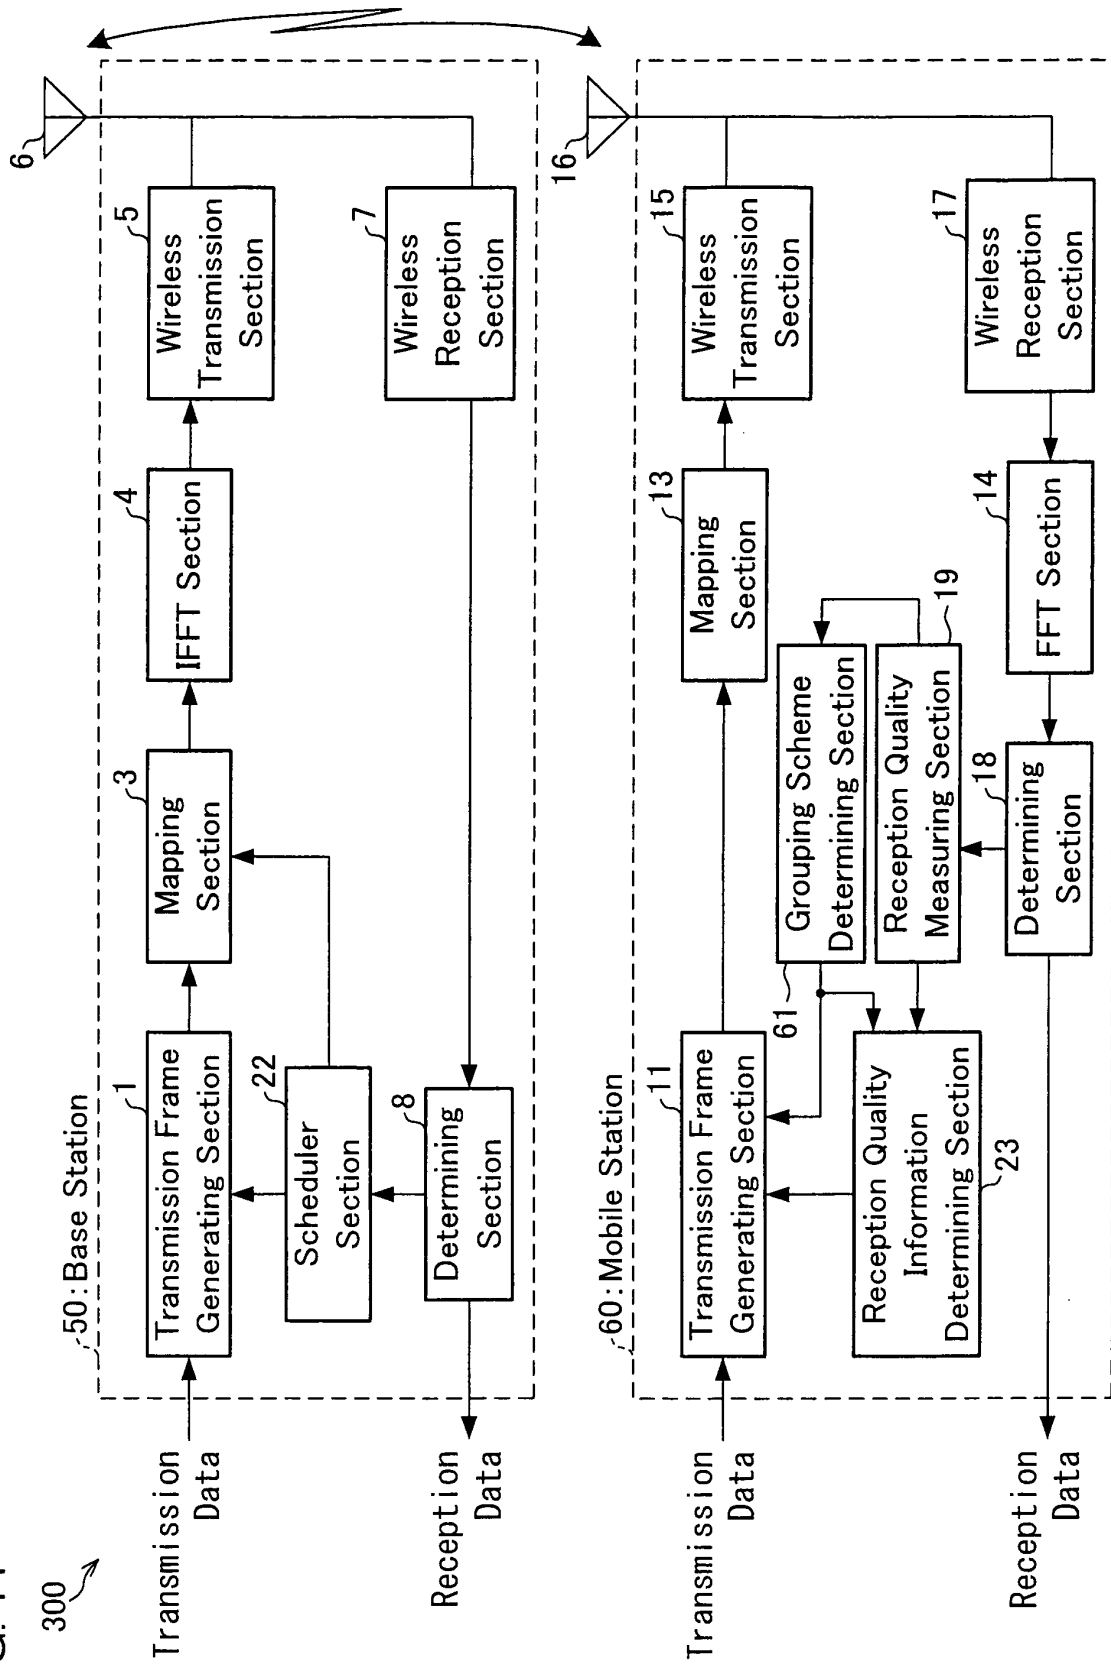 300
50:Base Station
Transmission
Data
1
Transmission Frame
Generating Section
3
Mapping
Section
4
IFFT Section
5
Wireless
Transmission
Section
6
22
Scheduler
Section
8
Determining
Section
7
Wireless
Reception
Section
Reception
Data
60:Mobile Station
Transmission
Data
11
Transmission Frame
Generating Section
13
Mapping
Section
15
Wireless
Transmission
Section
16
61
Grouping Scheme
Determining Section
Reception Quality
Measuring Section
19
Reception Quality
Information
Determining Section
23
18
Determining
Section
14
FFT Section
17
Wireless
Reception
Section
Reception
Data